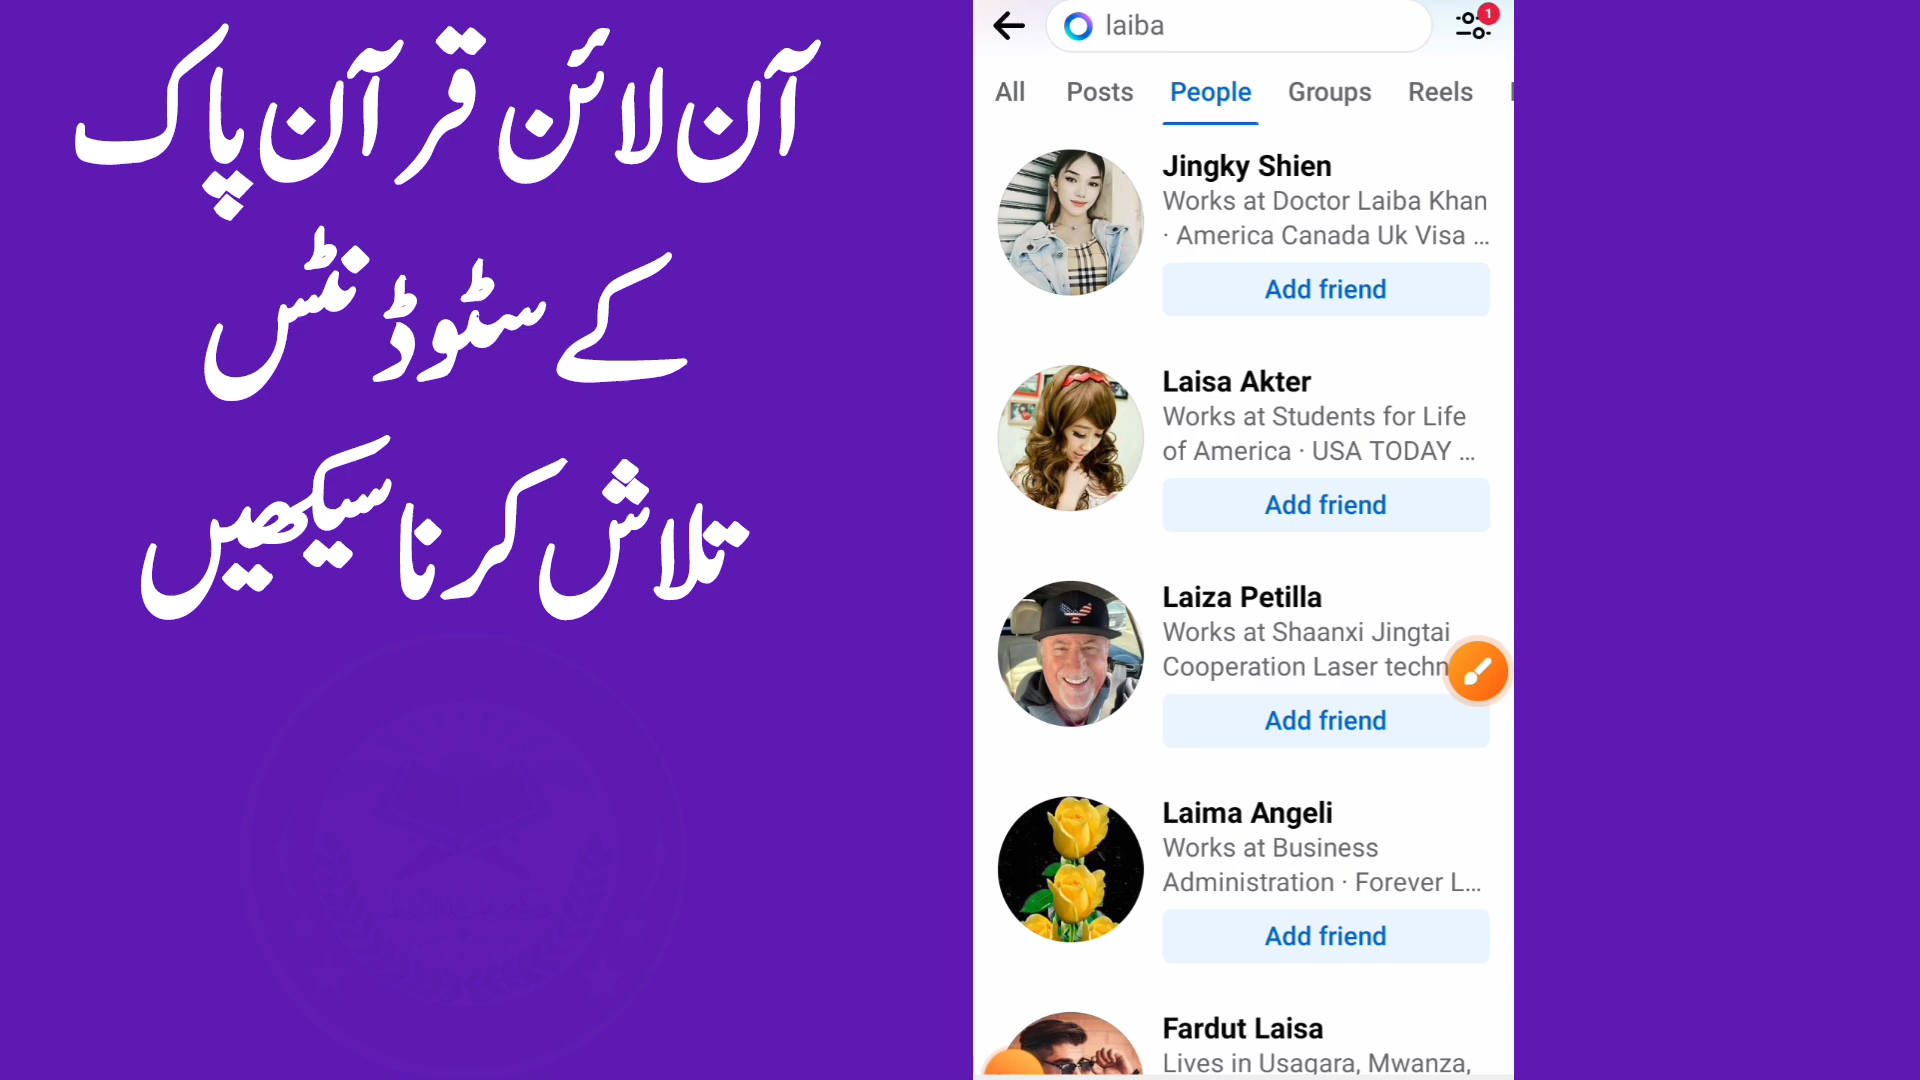 آن لائن قرآن پاک
کے سٹوڈنٹس
تلاش کرنا سیکھیں
laiba
1
All Posts People Groups Reels
Jingky Shien
Works at Doctor Laiba Khan
· America Canada Uk Visa ...
Add friend
Laisa Akter
Works at Students for Life
of America · USA TODAY ...
Add friend
Laiza Petilla
Works at Shaanxi Jingtai
Cooperation Laser techn
Add friend
Laima Angeli
Works at Business
Administration · Forever L...
Add friend
Fardut Laisa
Lives in Usagara, Mwanza,